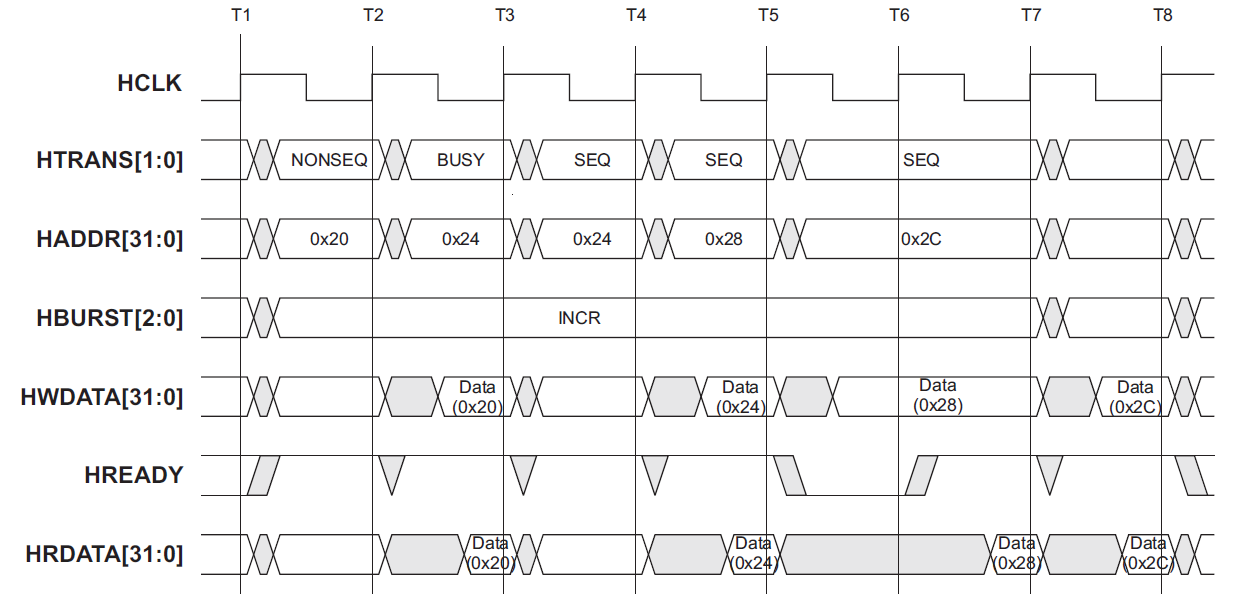 T1 T2 T3 T4 T5 T6 T7 T8
HCLK
HTRANS[1:0] NONSEQ BUSY SEQ SEQ SEQ
HADDR[31:0] 0x20 0x24 0x24 0x28 0x2C
HBURST[2:0] INCR
HWDATA[31:0] Data (0x20) Data (0x24) Data (0x28) Data (0x2C)
HREADY
HRDATA[31:0] Data (0x20) Data (0x24) Data (0x28) Data (0x2C)